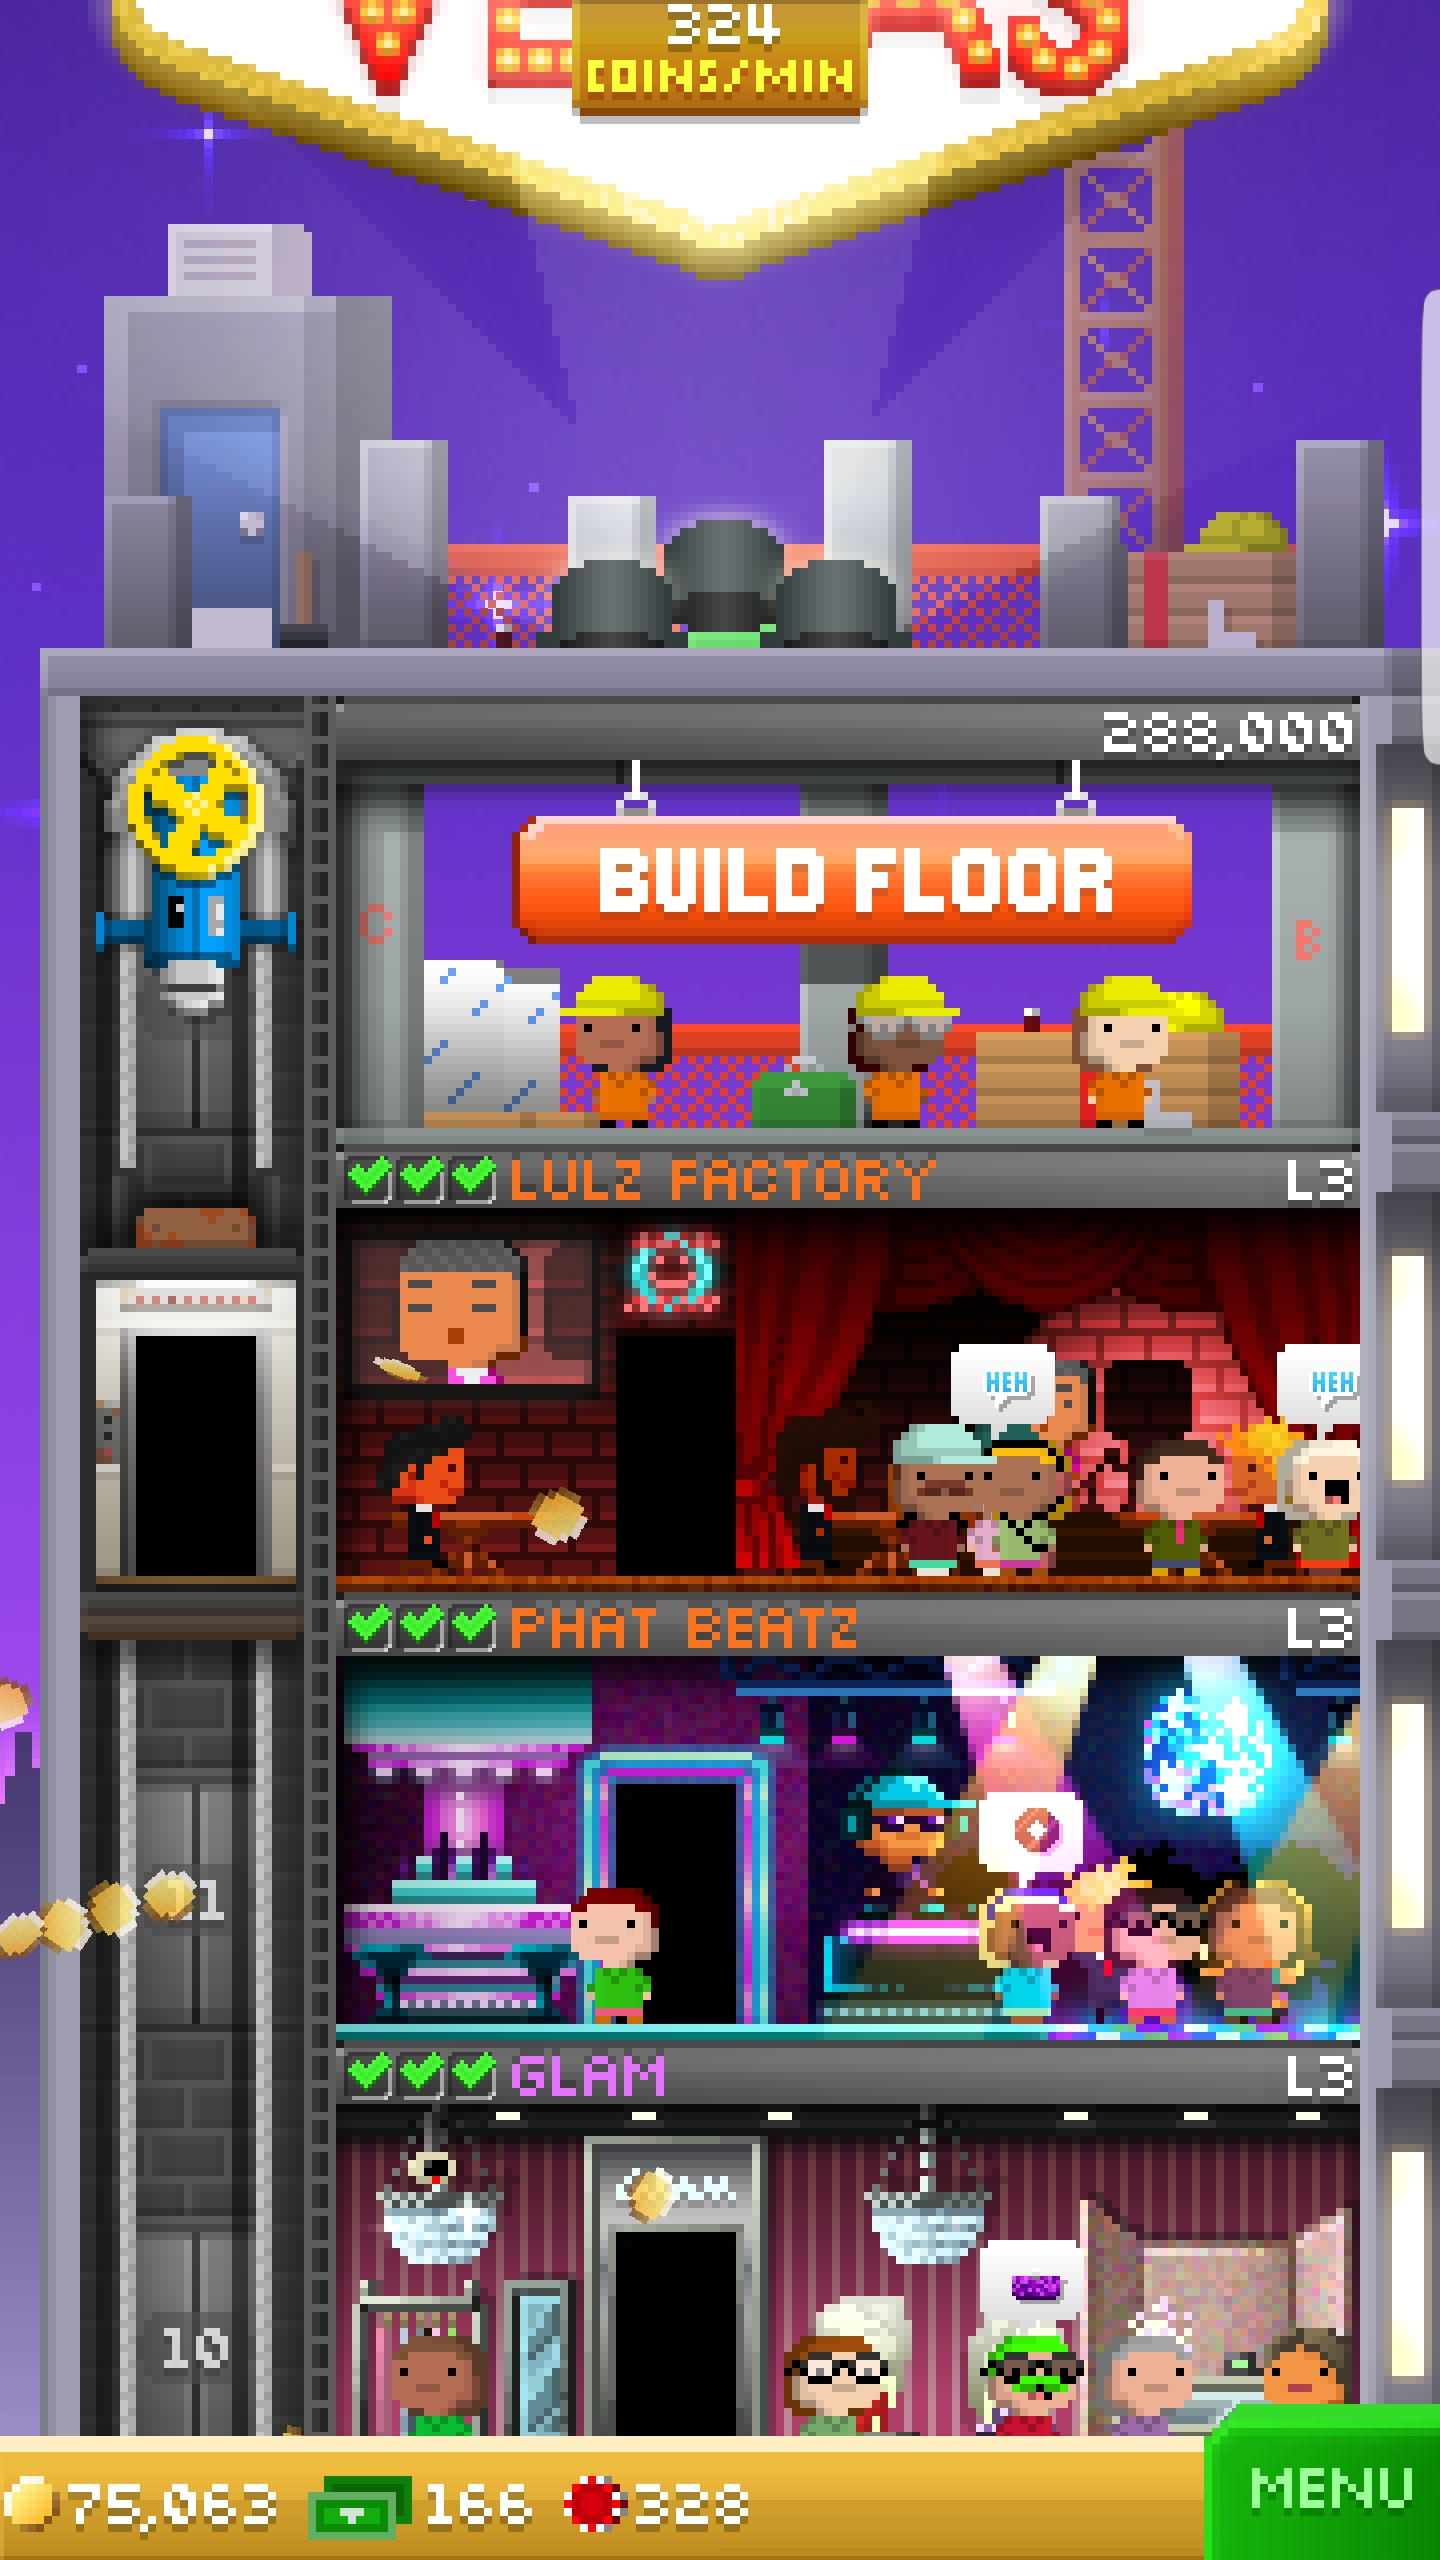 324
COINS/MIN
288,000
BUILD FLOOR
C
B
LULZ FACTORY L3
HEH
HEH
PHAT BEATZ L3
11
GLAM L3
10
75,063 166 328
MENU